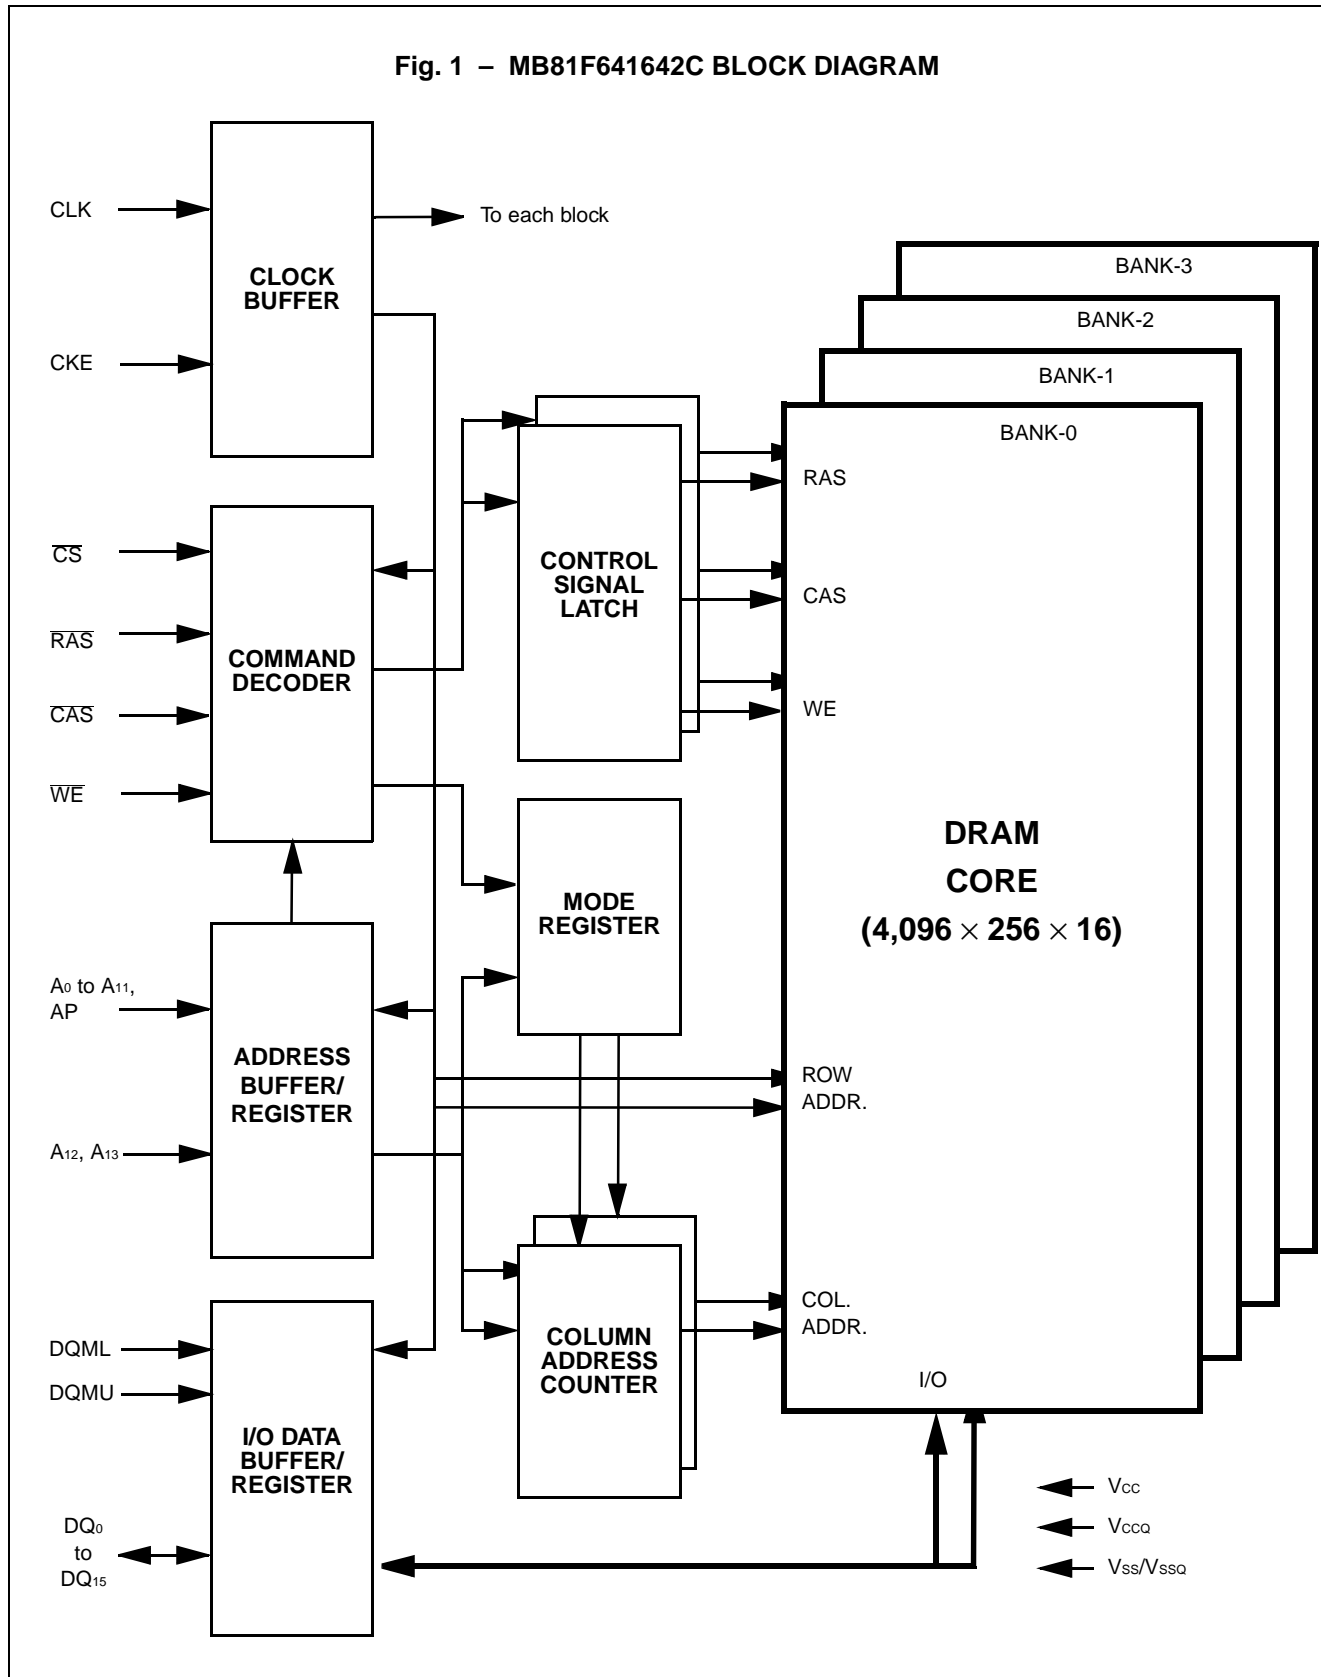 Fig. 1 – MB81F641642C BLOCK DIAGRAM
CLK
CKE
CLOCK
BUFFER
To each block
BANK-3
BANK-2
BANK-1
BANK-0
CS
RAS
CAS
WE
COMMAND
DECODER
CONTROL
SIGNAL
LATCH
RAS
CAS
WE
DRAM
CORE
(4,096 × 256 × 16)
MODE
REGISTER
A0 to A11,
AP
A12, A13
ADDRESS
BUFFER/
REGISTER
ROW
ADDR.
COL.
ADDR.
I/O
COLUMN
ADDRESS
COUNTER
DQML
DQMU
DQ0
to
DQ15
I/O DATA
BUFFER/
REGISTER
VCC
VCCQ
VSS/VSSQ